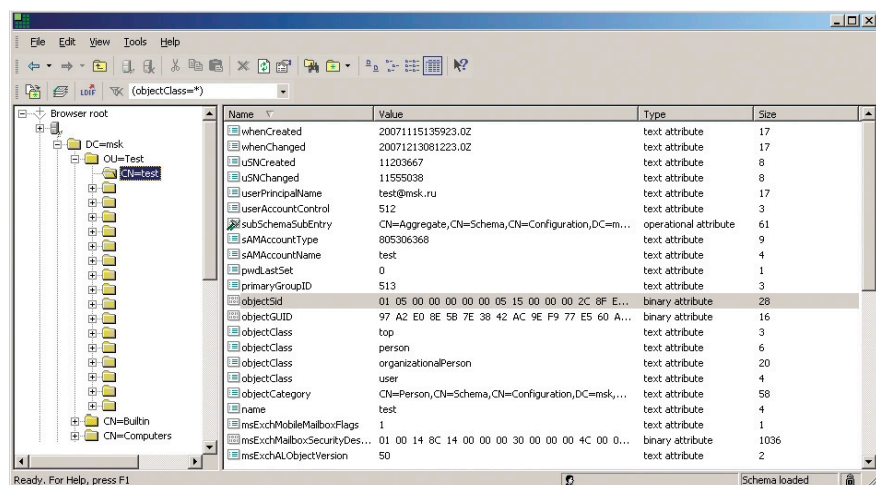 File Edit View Tools Help
LDIF (objectClass=*)
Browser root
DC=msk
OU=Test
CN=test
CN=Builtin
CN=Computers
Name Value Type Size
whenCreated 20071115135923.0Z text attribute 17
whenChanged 20071213081223.0Z text attribute 17
uSNCreated 11203667 text attribute 8
uSNChanged 11555038 text attribute 8
userPrincipalName test@msk.ru text attribute 17
userAccountControl 512 text attribute 3
subSchemaSubEntry CN=Aggregate,CN=Schema,CN=Configuration,DC=m... operational attribute 61
sAMAccountType 805306368 text attribute 9
sAMAccountName test text attribute 4
pwdLastSet 0 text attribute 1
primaryGroupID 513 text attribute 3
objectSid 01 05 00 00 00 00 00 05 15 00 00 00 2C 8F E... binary attribute 28
objectGUID 97 A2 E0 8E 5B 7E 38 42 AC 9E F9 77 E5 60 A... binary attribute 16
objectClass top text attribute 3
objectClass person text attribute 6
objectClass organizationalPerson text attribute 20
objectClass user text attribute 4
objectCategory CN=Person,CN=Schema,CN=Configuration,DC=msk,... text attribute 58
name test text attribute 4
msExchMobileMailboxFlags 1 text attribute 1
msExchMailboxSecurityDes... 01 00 14 8C 14 00 00 00 30 00 00 00 4C 00 0... binary attribute 1036
msExchALObjectVersion 50 text attribute 2
Ready. For Help, press F1 Schema loaded